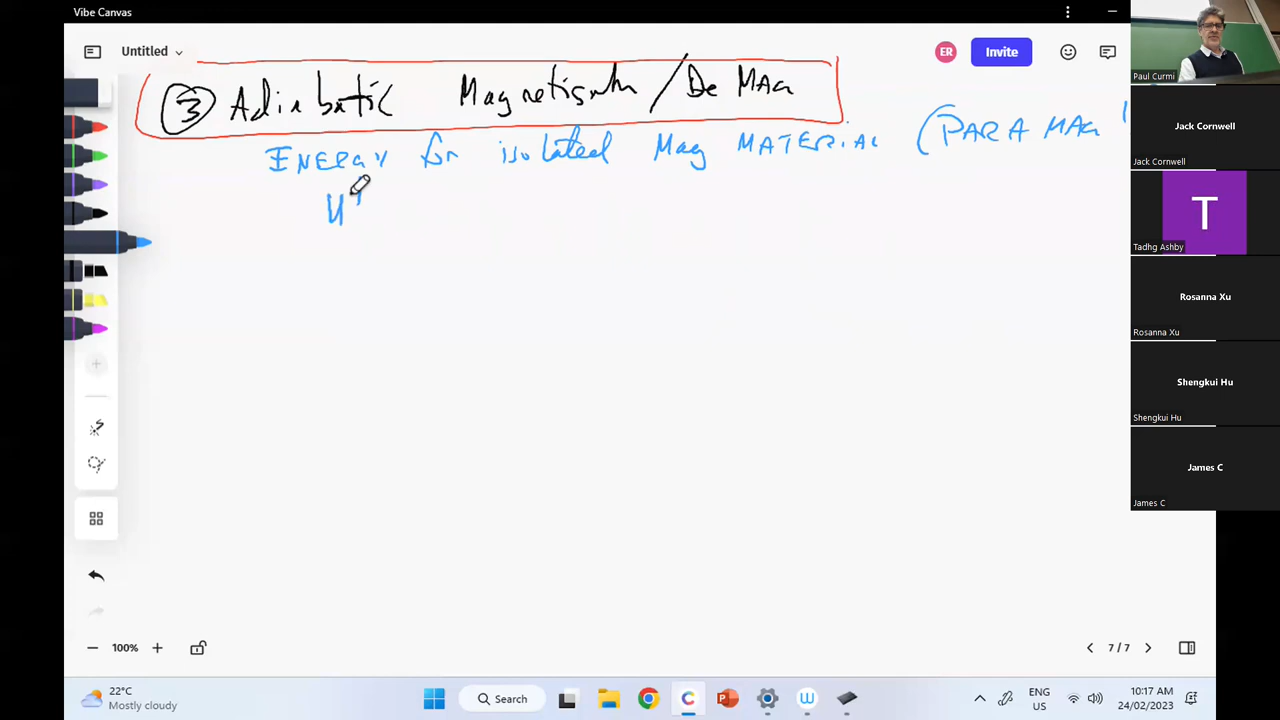 Vibe Canvas
Untitled
ER
Invite
Paul Curmi
③ Adiabatic Magnetism / De MAG
ENERGY for isolated Mag MATERIAL (PARA MAG
U
Jack Cornwell
Jack Cornwell
T
Tadhg Ashby
Rosanna Xu
Rosanna Xu
Shengkui Hu
Shengkui Hu
James C
James C
100%
7 / 7
22°C
Mostly cloudy
Search
ENG
US
10:17 AM
24/02/2023